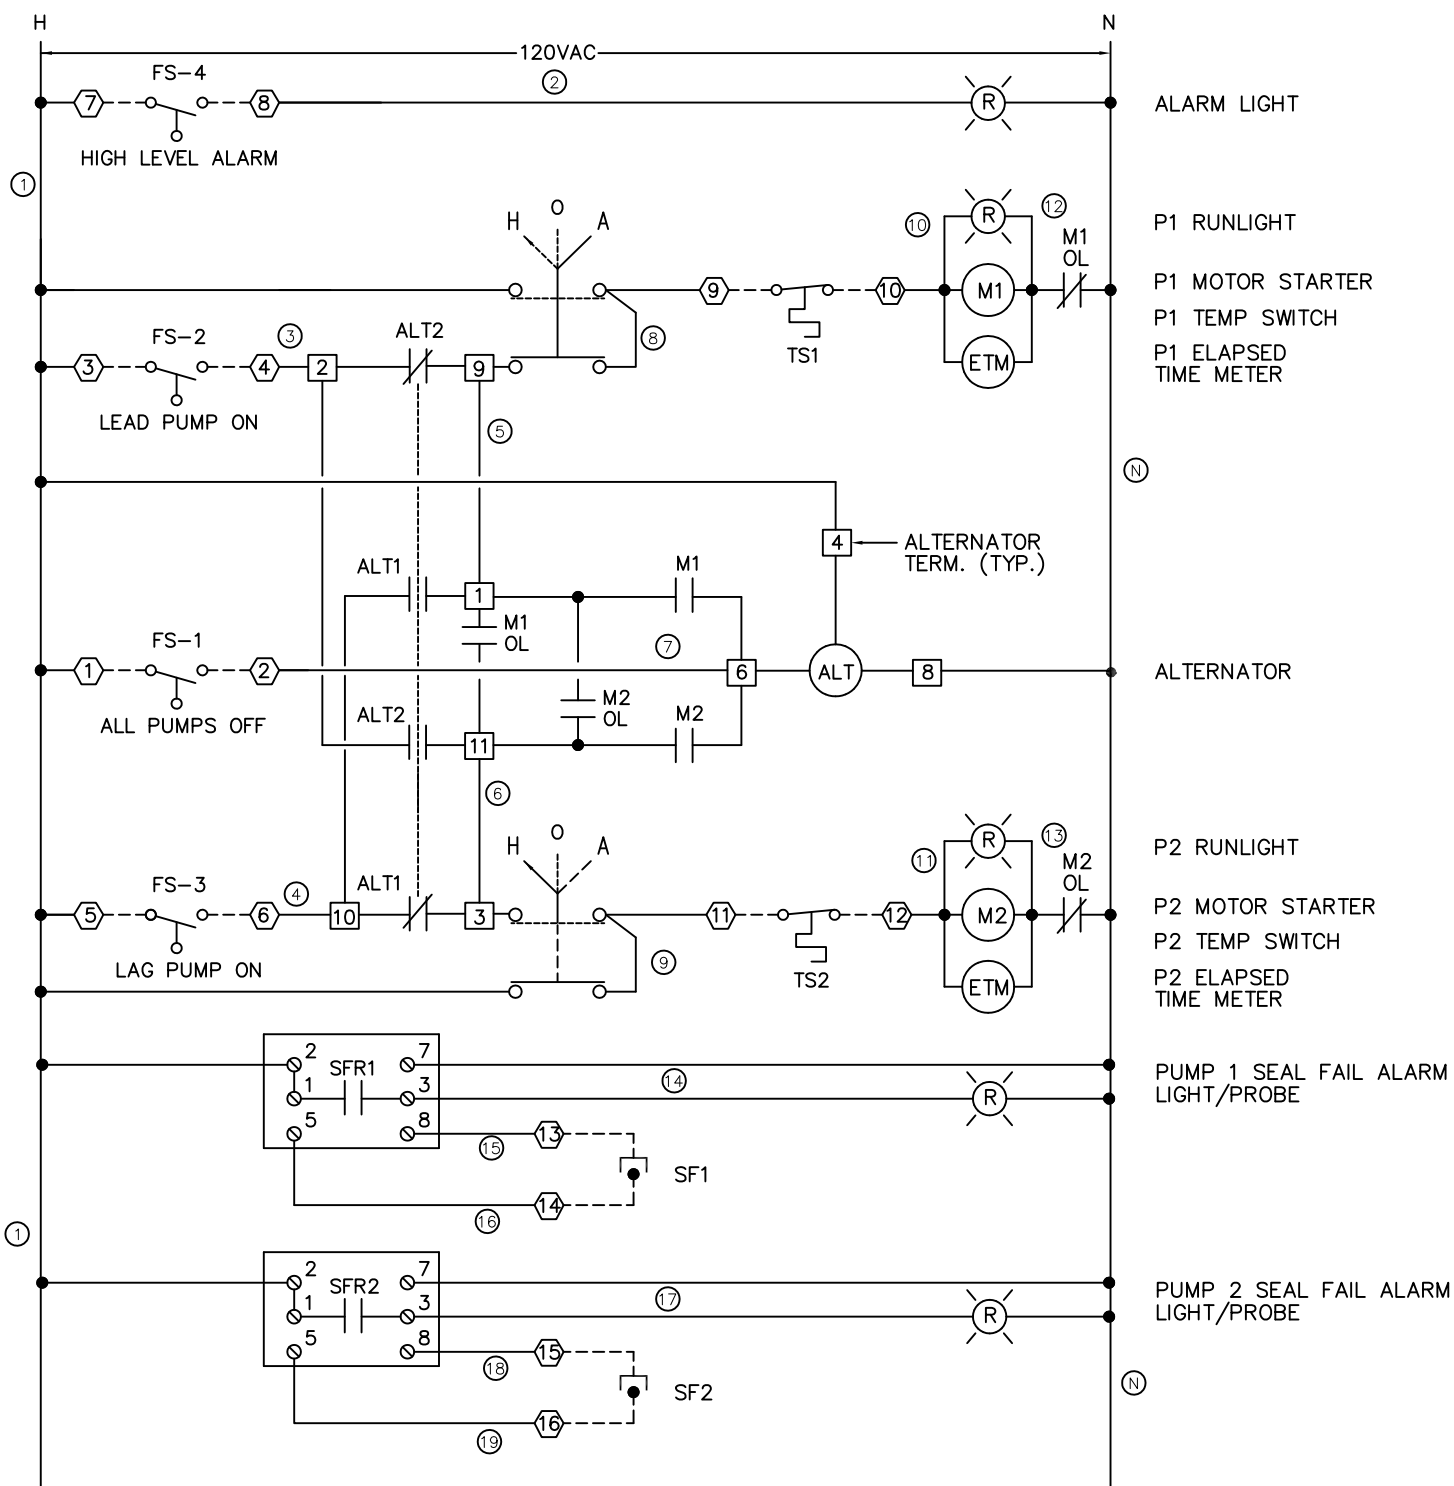 H N
120VAC
FS-4 2
7 8 R ALARM LIGHT
HIGH LEVEL ALARM
1
H O A 10 R 12 P1 RUNLIGHT
M1
OL
9 10 M1 P1 MOTOR STARTER
TS1 P1 TEMP SWITCH
FS-2 3 ALT2 8
3 4 2 9 ETM P1 ELAPSED
TIME METER
LEAD PUMP ON
5
N
4 ALTERNATOR
TERM. (TYP.)
ALT1 M1
1
M1
OL
FS-1 7
1 2 6 ALT 8 ALTERNATOR
ALL PUMPS OFF
M2
OL
ALT2 M2
11
6
H O A 11 R 13 P2 RUNLIGHT
M2
OL
FS-3 4 ALT1
5 6 10 3 11 12 M2 P2 MOTOR STARTER
P2 TEMP SWITCH
LAG PUMP ON 9 TS2
ETM P2 ELAPSED
TIME METER
2 SFR1 7
14 PUMP 1 SEAL FAIL ALARM
1 3 R LIGHT/PROBE
5 8 15 13
SF1
16 14
1
2 SFR2 7
17 PUMP 2 SEAL FAIL ALARM
1 3 R LIGHT/PROBE
5 8 18 15
SF2
N
19 16